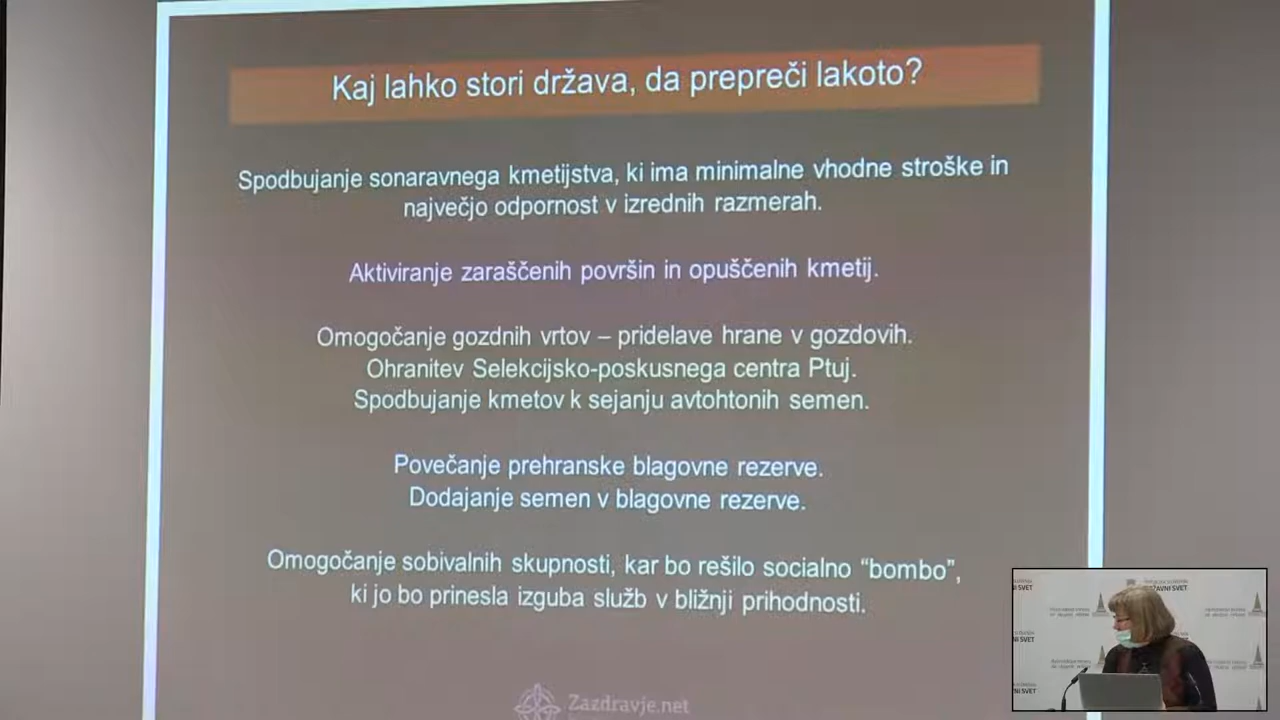 Kaj lahko stori država, da prepreči lakoto?
Spodbujanje sonaravnega kmetijstva, ki ima minimalne vhodne stroške in
največjo odpornost v izrednih razmerah.
Aktiviranje zaraščenih površin in opuščenih kmetij.
Omogočanje gozdnih vrtov – pridelave hrane v gozdovih.
Ohranitev Selekcijsko-poskusnega centra Ptuj.
Spodbujanje kmetov k sejanju avtohtonih semen.
Povečanje prehranske blagovne rezerve.
Dodajanje semen v blagovne rezerve.
Omogočanje sobivalnih skupnosti, kar bo rešilo socialno “bombo”,
ki jo bo prinesla izguba služb v bližnji prihodnosti.
Zazdravje.net